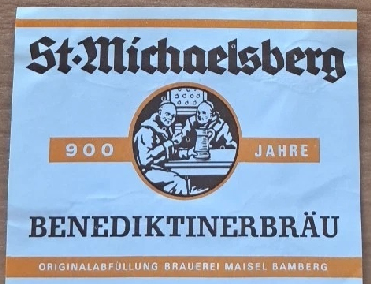 St. Michaelsberg
900 JAHRE
BENEDIKTINERBRÄU
ORIGINALABFÜLLUNG BRAUEREI MAISEL BAMBERG